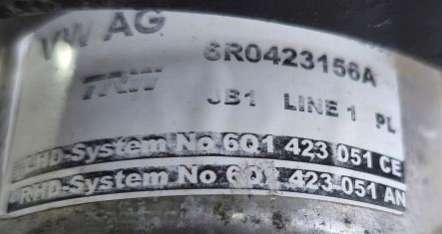 VW AG
6R0423156A
TRW
JB1 LINE 1 PL
LHD-System No 6Q1 423 051 CE
RHD-System No 6Q1 423 051 AN